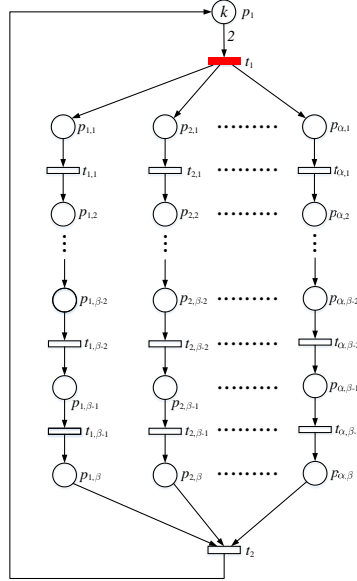 k p₁
2
t₁
p₁,₁ p₂,₁ ......... pα,₁
t₁,₁ t₂,₁ ......... tα,₁
p₁,₂ p₂,₂ ......... pα,₂
p₁,β-2 p₂,β-2 ......... pα,β-2
t₁,β-2 t₂,β-2 ......... tα,β-2
p₁,β-1 p₂,β-1 ......... pα,β-1
t₁,β-1 t₂,β-1 ......... tα,β-
p₁,β p₂,β ......... pα,β
t₂